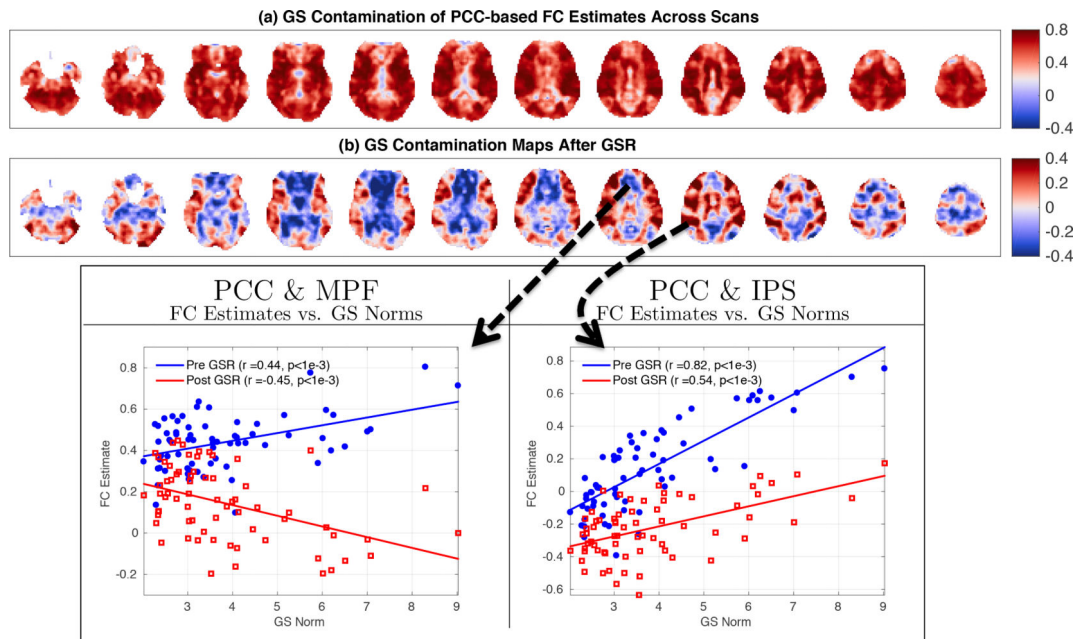 (a) GS Contamination of PCC-based FC Estimates Across Scans
0.8
0.4
0
-0.4
(b) GS Contamination Maps After GSR
0.4
0.2
0
-0.2
-0.4
PCC & MPF
FC Estimates vs. GS Norms
PCC & IPS
FC Estimates vs. GS Norms
Pre GSR (r =0.44, p<1e-3)
Post GSR (r=-0.45, p<1e-3)
0.8
0.6
0.4
0.2
0
-0.2
FC Estimate
3 4 5 6 7 8 9
GS Norm
Pre GSR (r =0.82, p<1e-3)
Post GSR (r=0.54, p<1e-3)
0.8
0.6
0.4
0.2
0
-0.2
-0.4
-0.6
FC Estimate
3 4 5 6 7 8 9
GS Norm